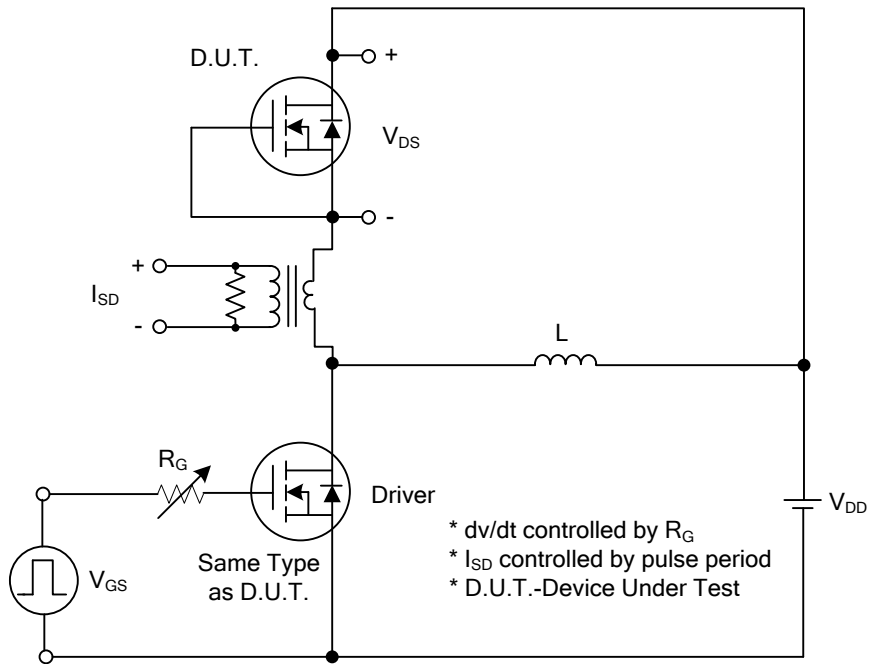 D.U.T.
+
V_DS
-
+
I_SD
-
L
R_G
Driver
V_DD
V_GS
Same Type
as D.U.T.
* dv/dt controlled by R_G
* I_SD controlled by pulse period
* D.U.T.-Device Under Test